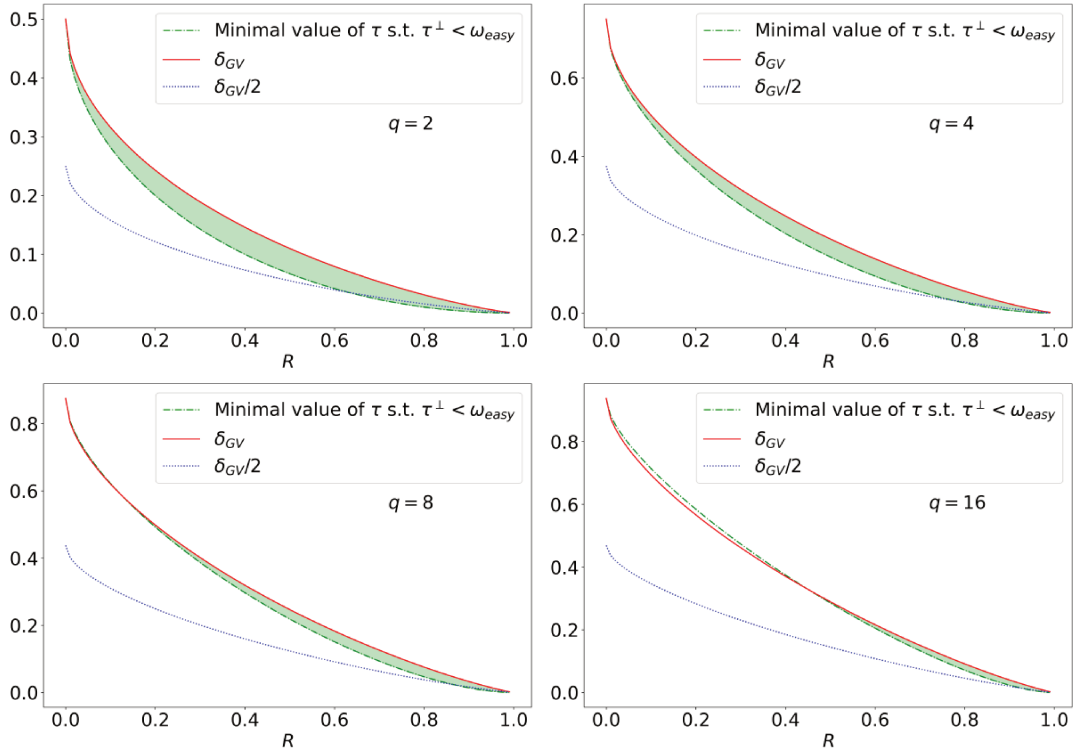 0.5
0.4
0.3
0.2
0.1
0.0
Minimal value of τ s.t. τ⊥ < ω_easy
δ_GV
δ_GV/2
q = 2
0.0 0.2 0.4 0.6 0.8 1.0
R
0.6
0.4
0.2
0.0
Minimal value of τ s.t. τ⊥ < ω_easy
δ_GV
δ_GV/2
q = 4
0.0 0.2 0.4 0.6 0.8 1.0
R
0.8
0.6
0.4
0.2
0.0
Minimal value of τ s.t. τ⊥ < ω_easy
δ_GV
δ_GV/2
q = 8
0.0 0.2 0.4 0.6 0.8 1.0
R
0.8
0.6
0.4
0.2
0.0
Minimal value of τ s.t. τ⊥ < ω_easy
δ_GV
δ_GV/2
q = 16
0.0 0.2 0.4 0.6 0.8 1.0
R